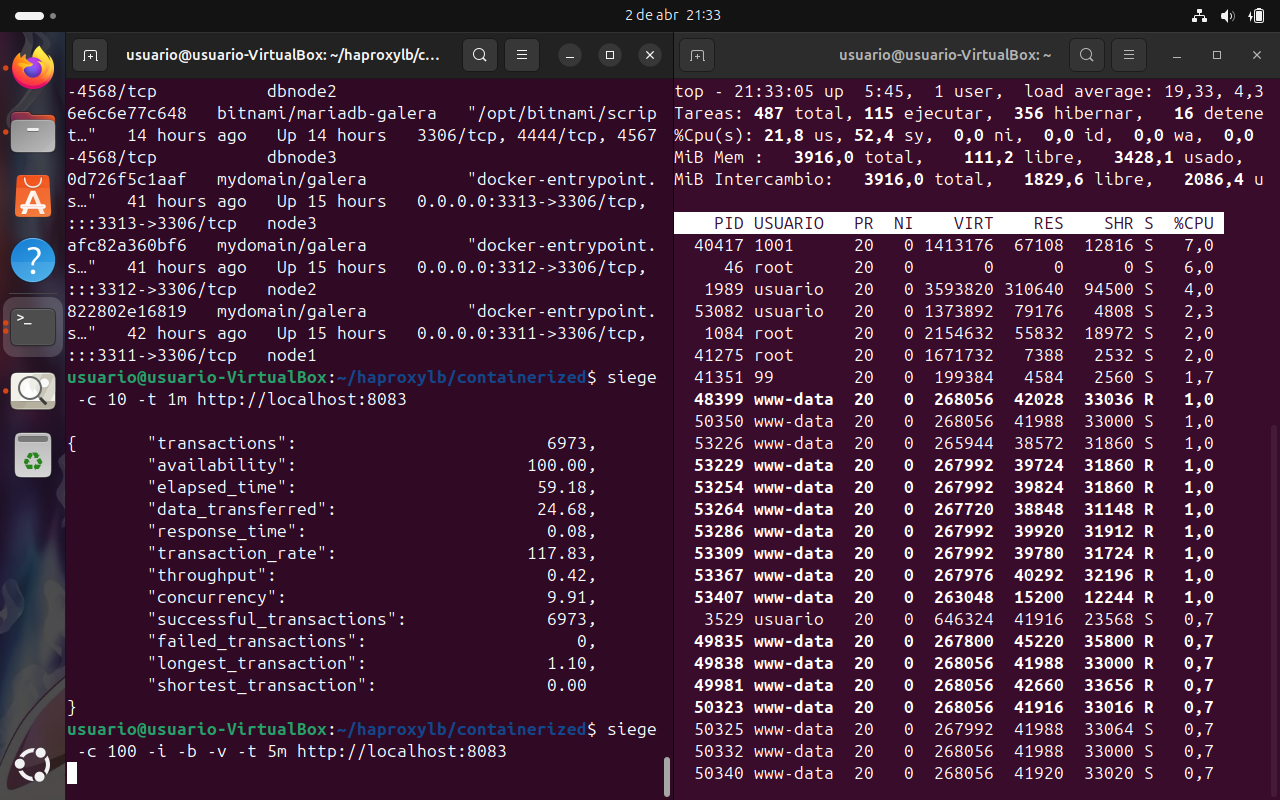 2 de abr 21:33
usuario@usuario-VirtualBox: ~/haproxylb/c...
-4568/tcp dbnode2
6e6c6e77c648 bitnami/mariadb-galera "/opt/bitnami/scrip
t…" 14 hours ago Up 14 hours 3306/tcp, 4444/tcp, 4567
-4568/tcp dbnode3
0d726f5c1aaf mydomain/galera "docker-entrypoint.
s…" 41 hours ago Up 15 hours 0.0.0.0:3313->3306/tcp,
:::3313->3306/tcp node3
afc82a360bf6 mydomain/galera "docker-entrypoint.
s…" 41 hours ago Up 15 hours 0.0.0.0:3312->3306/tcp,
:::3312->3306/tcp node2
822802e16819 mydomain/galera "docker-entrypoint.
s…" 42 hours ago Up 15 hours 0.0.0.0:3311->3306/tcp,
:::3311->3306/tcp node1
usuario@usuario-VirtualBox:~/haproxylb/containerized$ siege
-c 10 -t 1m http://localhost:8083
{ "transactions": 6973,
"availability": 100.00,
"elapsed_time": 59.18,
"data_transferred": 24.68,
"response_time": 0.08,
"transaction_rate": 117.83,
"throughput": 0.42,
"concurrency": 9.91,
"successful_transactions": 6973,
"failed_transactions": 0,
"longest_transaction": 1.10,
"shortest_transaction": 0.00
}
usuario@usuario-VirtualBox:~/haproxylb/containerized$ siege
-c 100 -i -b -v -t 5m http://localhost:8083
usuario@usuario-VirtualBox: ~
top - 21:33:05 up 5:45, 1 user, load average: 19,33, 4,3
Tareas: 487 total, 115 ejecutar, 356 hibernar, 16 detene
%Cpu(s): 21,8 us, 52,4 sy, 0,0 ni, 0,0 id, 0,0 wa, 0,0
MiB Mem : 3916,0 total, 111,2 libre, 3428,1 usado,
MiB Intercambio: 3916,0 total, 1829,6 libre, 2086,4 u
PID USUARIO PR NI VIRT RES SHR S %CPU
40417 1001 20 0 1413176 67108 12816 S 7,0
46 root 20 0 0 0 0 S 6,0
1989 usuario 20 0 3593820 310640 94500 S 4,0
53082 usuario 20 0 1373892 79176 4808 S 2,3
1084 root 20 0 2154632 55832 18972 S 2,0
41275 root 20 0 1671732 7388 2532 S 2,0
41351 99 20 0 199384 4584 2560 S 1,7
48399 www-data 20 0 268056 42028 33036 R 1,0
50350 www-data 20 0 268056 41988 33000 S 1,0
53226 www-data 20 0 265944 38572 31860 S 1,0
53229 www-data 20 0 267992 39724 31860 R 1,0
53254 www-data 20 0 267992 39824 31860 R 1,0
53264 www-data 20 0 267720 38848 31148 R 1,0
53286 www-data 20 0 267992 39920 31912 R 1,0
53309 www-data 20 0 267992 39780 31724 R 1,0
53367 www-data 20 0 267976 40292 32196 R 1,0
53407 www-data 20 0 263048 15200 12244 R 1,0
3529 usuario 20 0 646324 41916 23568 S 0,7
49835 www-data 20 0 267800 45220 35800 R 0,7
49838 www-data 20 0 268056 41988 33000 R 0,7
49981 www-data 20 0 268056 42660 33656 R 0,7
50323 www-data 20 0 268056 41916 33016 R 0,7
50325 www-data 20 0 267992 41988 33064 S 0,7
50332 www-data 20 0 268056 41988 33000 S 0,7
50340 www-data 20 0 268056 41920 33020 S 0,7